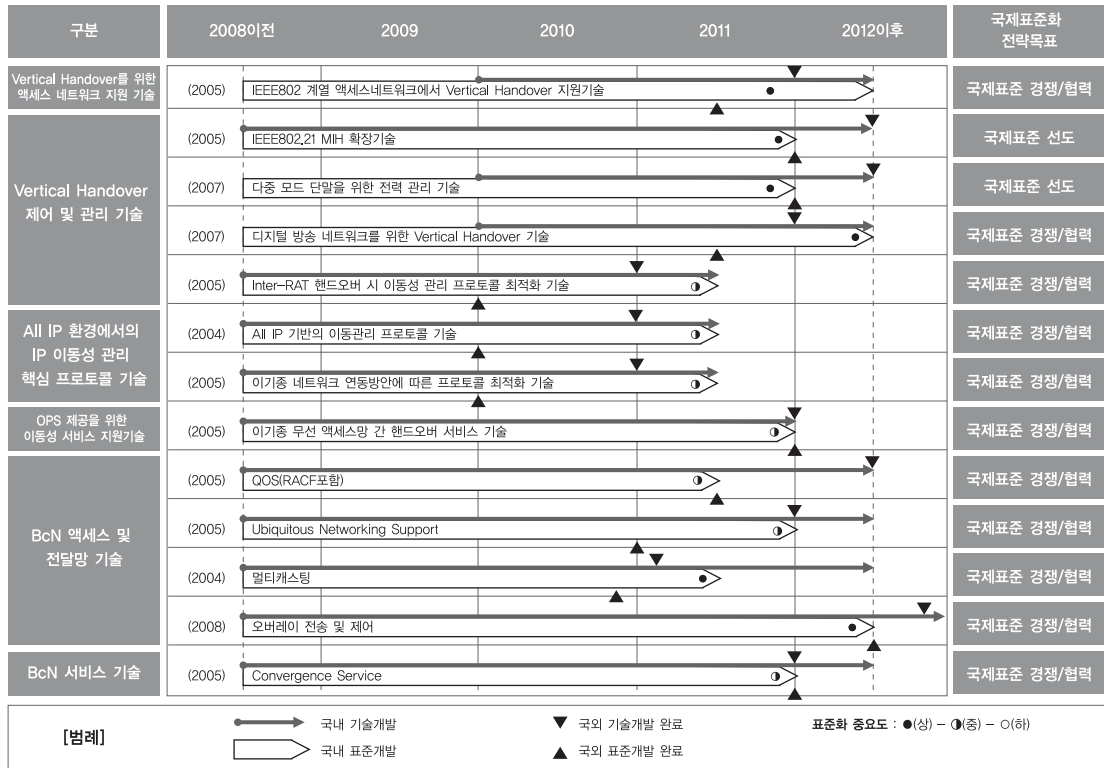 구분
2008이전
2009
2010
2011
2012이후
국제표준화
전략목표
Vertical Handover를 위한
액세스 네트워크 지원 기술
(2005)
IEEE802 계열 액세스네트워크에서 Vertical Handover 지원기술
국제표준 경쟁/협력
Vertical Handover
제어 및 관리 기술
(2005)
IEEE802.21 MIH 확장기술
국제표준 선도
(2007)
다중 모드 단말을 위한 전력 관리 기술
국제표준 선도
(2007)
디지털 방송 네트워크를 위한 Vertical Handover 기술
국제표준 경쟁/협력
(2005)
Inter-RAT 핸드오버 시 이동성 관리 프로토콜 최적화 기술
국제표준 경쟁/협력
All IP 환경에서의
IP 이동성 관리
핵심 프로토콜 기술
(2004)
All IP 기반의 이동관리 프로토콜 기술
국제표준 경쟁/협력
(2005)
이기종 네트워크 연동방안에 따른 프로토콜 최적화 기술
국제표준 경쟁/협력
OPS 제공을 위한
이동성 서비스 지원기술
(2005)
이기종 무선 액세스망 간 핸드오버 서비스 기술
국제표준 경쟁/협력
BcN 액세스 및
전달망 기술
(2005)
QOS(RACF포함)
국제표준 경쟁/협력
(2005)
Ubiquitous Networking Support
국제표준 경쟁/협력
(2004)
멀티캐스팅
국제표준 경쟁/협력
(2008)
오버레이 전송 및 제어
국제표준 경쟁/협력
BcN 서비스 기술
(2005)
Convergence Service
국제표준 경쟁/협력
[범례]
국내 기술개발
국외 기술개발 완료
표준화 중요도 : ●(상) - ◑(중) - ○(하)
국내 표준개발
국외 표준개발 완료